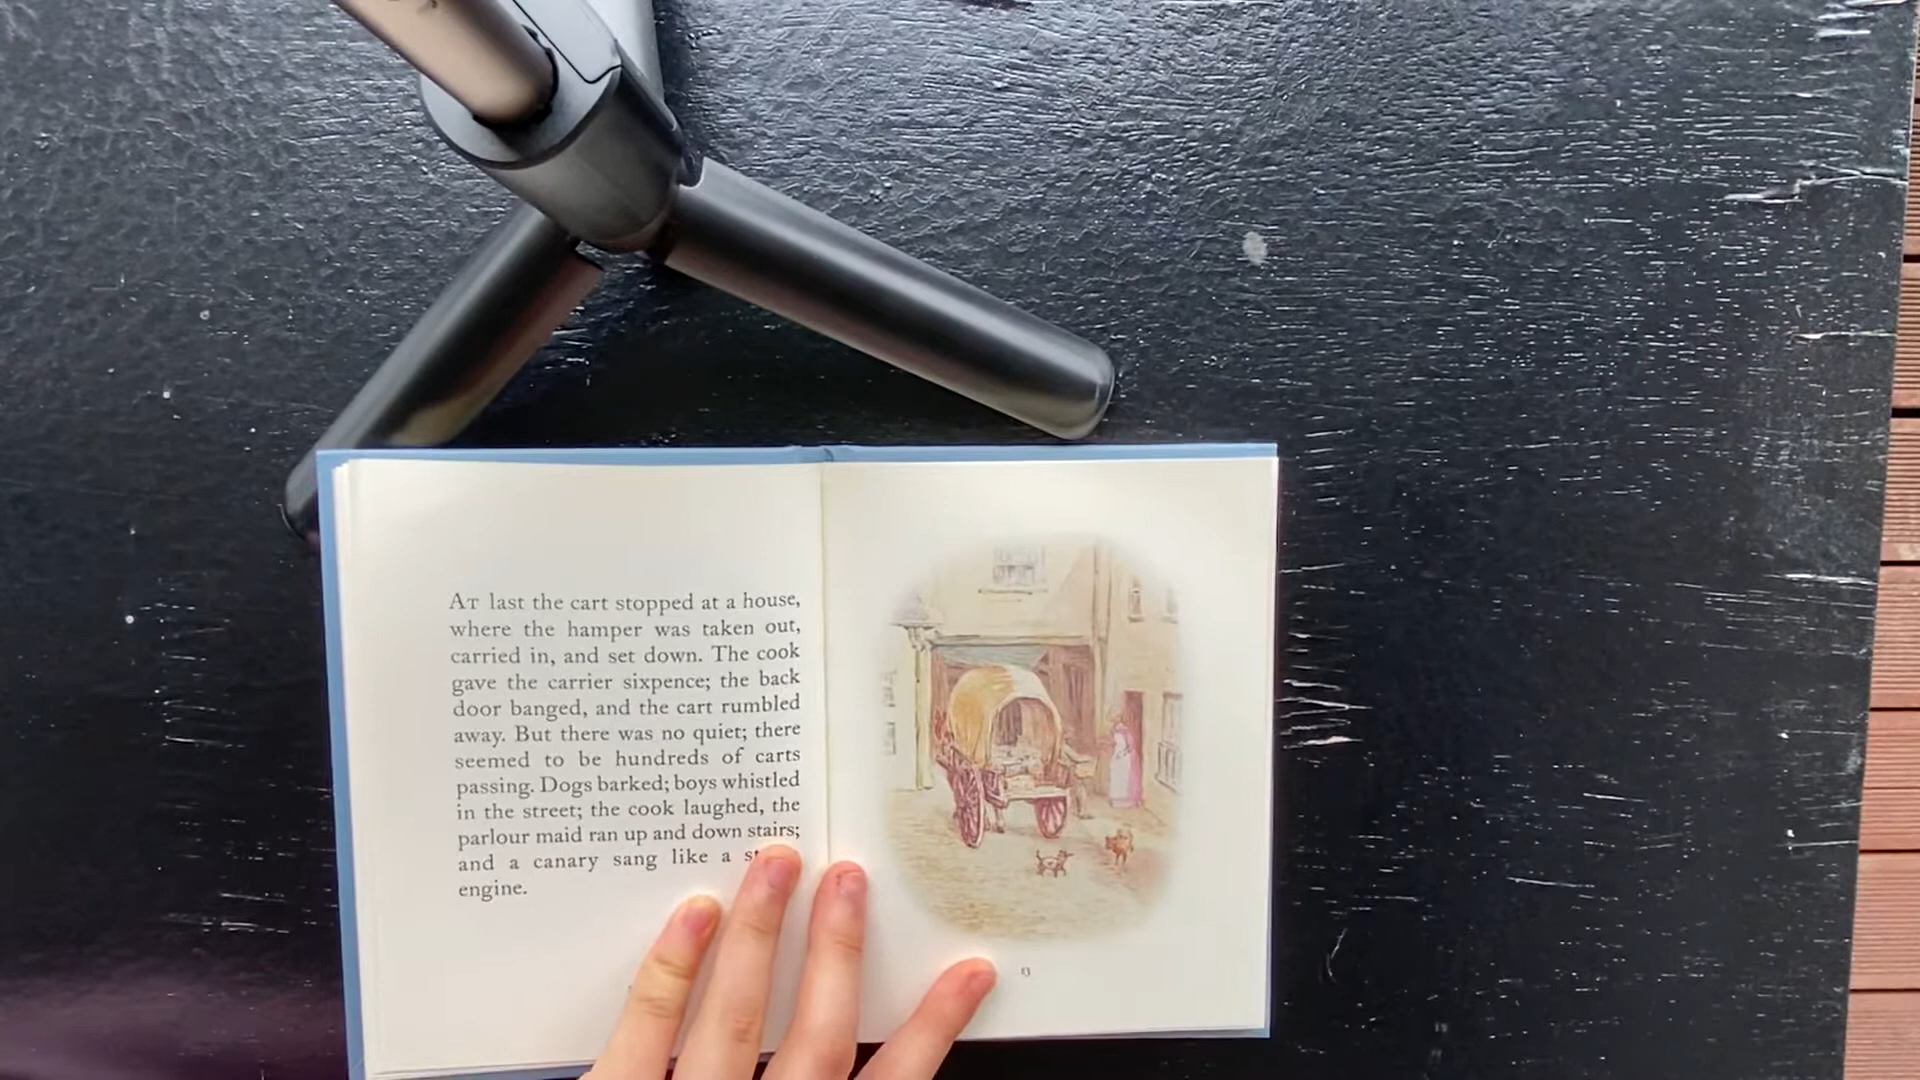 AT last the cart stopped at a house,
where the hamper was taken out,
carried in, and set down. The cook
gave the carrier sixpence; the back
door banged, and the cart rumbled
away. But there was no quiet; there
seemed to be hundreds of carts
passing. Dogs barked; boys whistled
in the street; the cook laughed, the
parlour maid ran up and down stairs;
and a canary sang like a
engine.
13